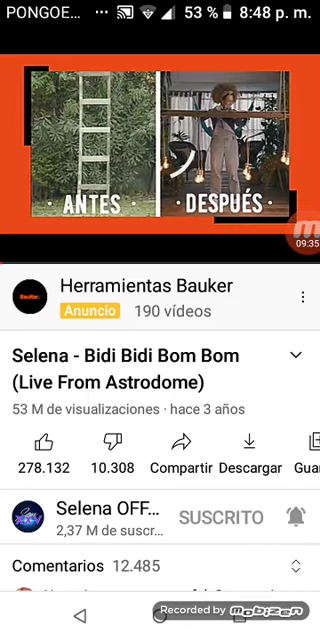 PONGOE... ... 53 % 8:48 p. m.
· ANTES · · DESPUÉS ·
09:35
Bauker.
Herramientas Bauker
Anuncio 190 vídeos
Selena - Bidi Bidi Bom Bom
(Live From Astrodome)
53 M de visualizaciones · hace 3 años
278.132 10.308 Compartir Descargar Guar
Selena OFF... SUSCRITO
2,37 M de suscr...
Comentarios 12.485
Recorded by mobizen